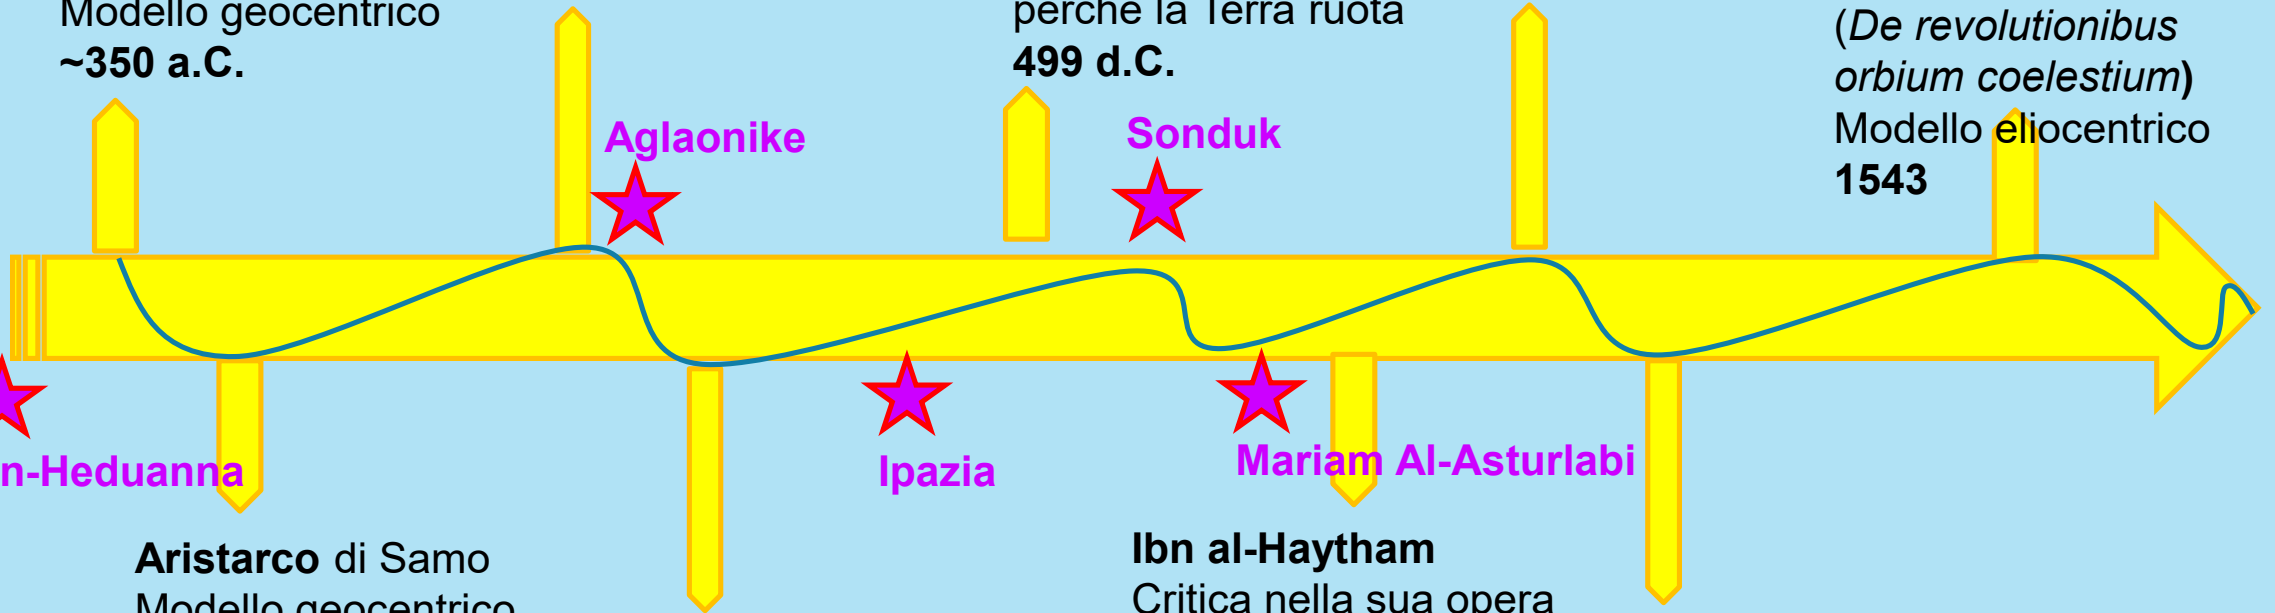 Modello geocentrico
~350 a.C.
perché la Terra ruota
499 d.C.
(De revolutionibus
orbium coelestium)
Modello eliocentrico
1543
Aglaonike
Sonduk
n-Heduanna
Ipazia
Mariam Al-Asturlabi
Aristarco di Samo
Modello geocentrico
Ibn al-Haytham
Critica nella sua opera